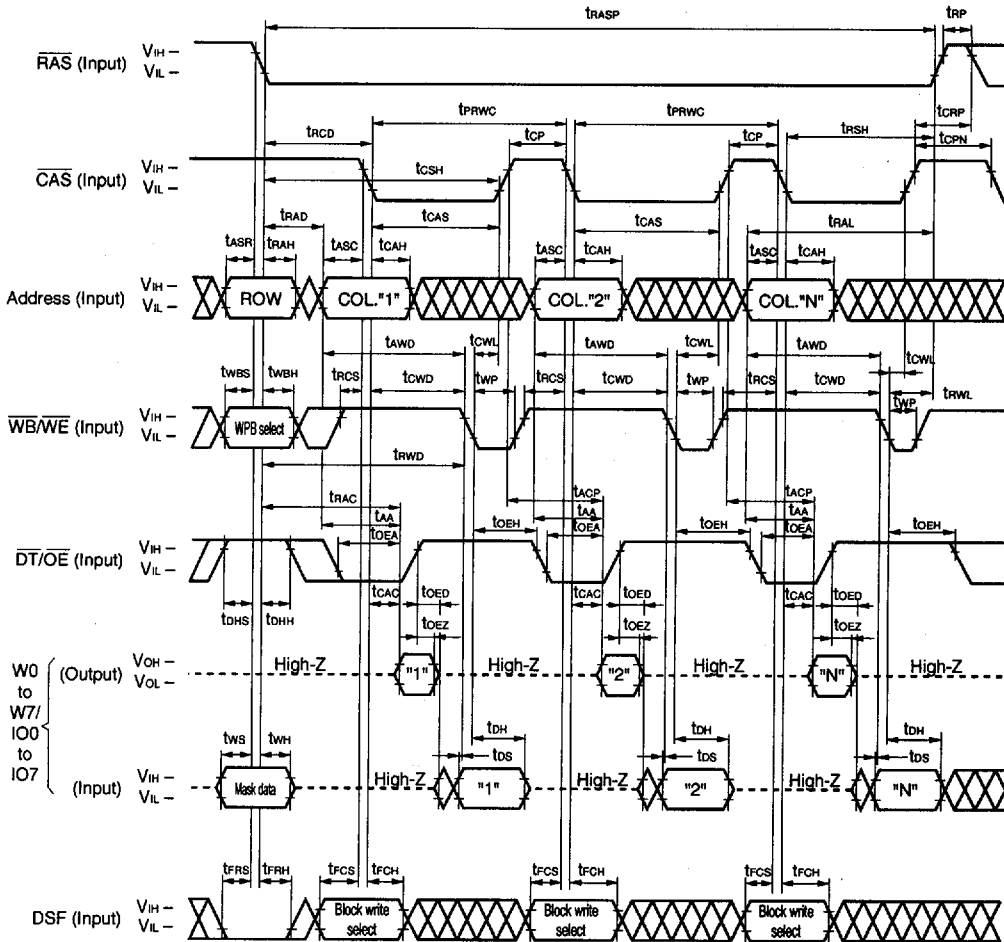 tRASP tRP
RAS (Input) VIH
VIL
tPRWC tPRWC tCRP
tRCD tCP tCP tRSH tCPN
CAS (Input) VIH
VIL
tCSH
tRAD tCAS tCAS tRAL
tASR tRAH tASC tCAH tASC tCAH tASC tCAH
Address (Input) VIH
VIL
ROW COL."1" COL."2" COL."N"
tAWD tCWL tAWD tCWL tAWD tCWL
tWBS tWBH tRCS tCWD tWP tRCS tCWD tWP tRCS tCWD tWP tRWL
WB/WE (Input) VIH
VIL
WPB select
tRWD
tRAC tACP tACP
tAA tAA tAA
tOEA tOEH tOEA tOEH tOEA tOEH
DT/OE (Input) VIH
VIL
tDHS tDHH tCAC tOED tCAC tOED tCAC tOED
tOEZ tOEZ tOEZ
W0
to
W7/
IO0
to
IO7
(Output) VOH
VOL
High-Z "1" High-Z "2" High-Z "N" High-Z
tWS tWH tDH tDH tDH
tDS tDS tDS
(Input) VIH
VIL
Mask data High-Z "1" High-Z "2" High-Z "N"
tFRS tFRH tFCS tFCH tFCS tFCH tFCS tFCH
DSF (Input) VIH
VIL
Block write Block write Block write
select select select